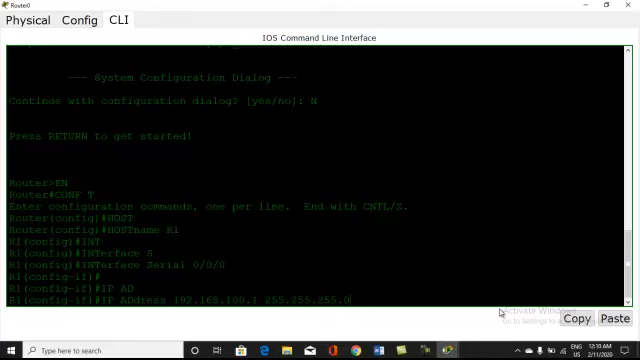 Router0
Physical Config CLI
IOS Command Line Interface
--- System Configuration Dialog ---
Continue with configuration dialog? [yes/no]: N
Press RETURN to get started!
Router>EN
Router#CONF T
Enter configuration commands, one per line. End with CNTL/Z.
Router(config)#HOST
Router(config)#HOSTname R1
R1(config)#INT
R1(config)#INTerface S
R1(config)#INTerface Serial 0/0/0
R1(config-if)#
R1(config-if)#IP AD
R1(config-if)#IP ADdress 192.168.100.1 255.255.255.0
Activate Windows
Go to Settings to
Copy Paste
Type here to search
12:10 AM
2/11/2020